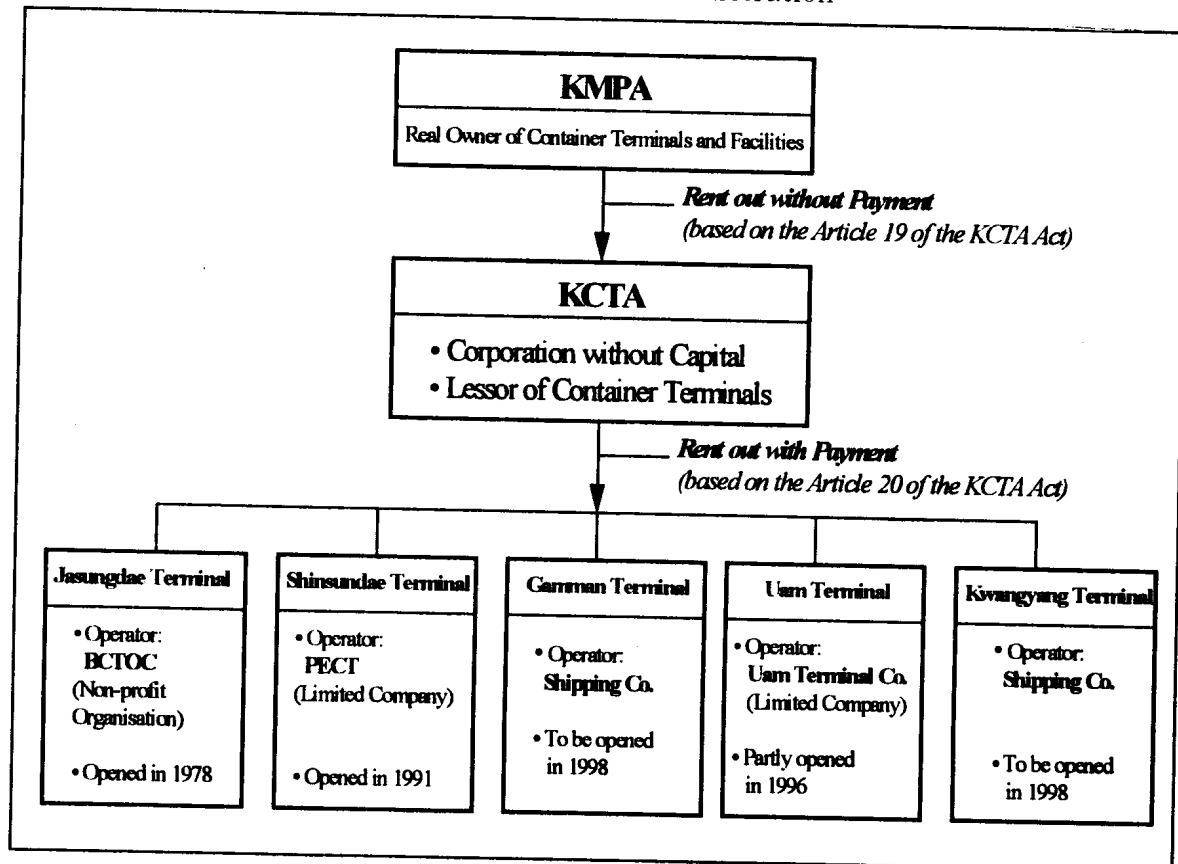 KMPA
Real Owner of Container Terminals and Facilities
Rent out without Payment
(based on the Article 19 of the KCTA Act)
KCTA
• Corporation without Capital
• Lessor of Container Terminals
Rent out with Payment
(based on the Article 20 of the KCTA Act)
Jasungdae Terminal
• Operator:
BCTOC
(Non-profit
Organisation)
• Opened in 1978
Shinsundae Terminal
• Operator:
PECT
(Limited Company)
• Opened in 1991
Gamman Terminal
• Operator:
Shipping Co.
• To be opened
in 1998
Uam Terminal
• Operator:
Uam Terminal Co.
(Limited Company)
• Partly opened
in 1996
Kwangyang Terminal
• Operator:
Shipping Co.
• To be opened
in 1998